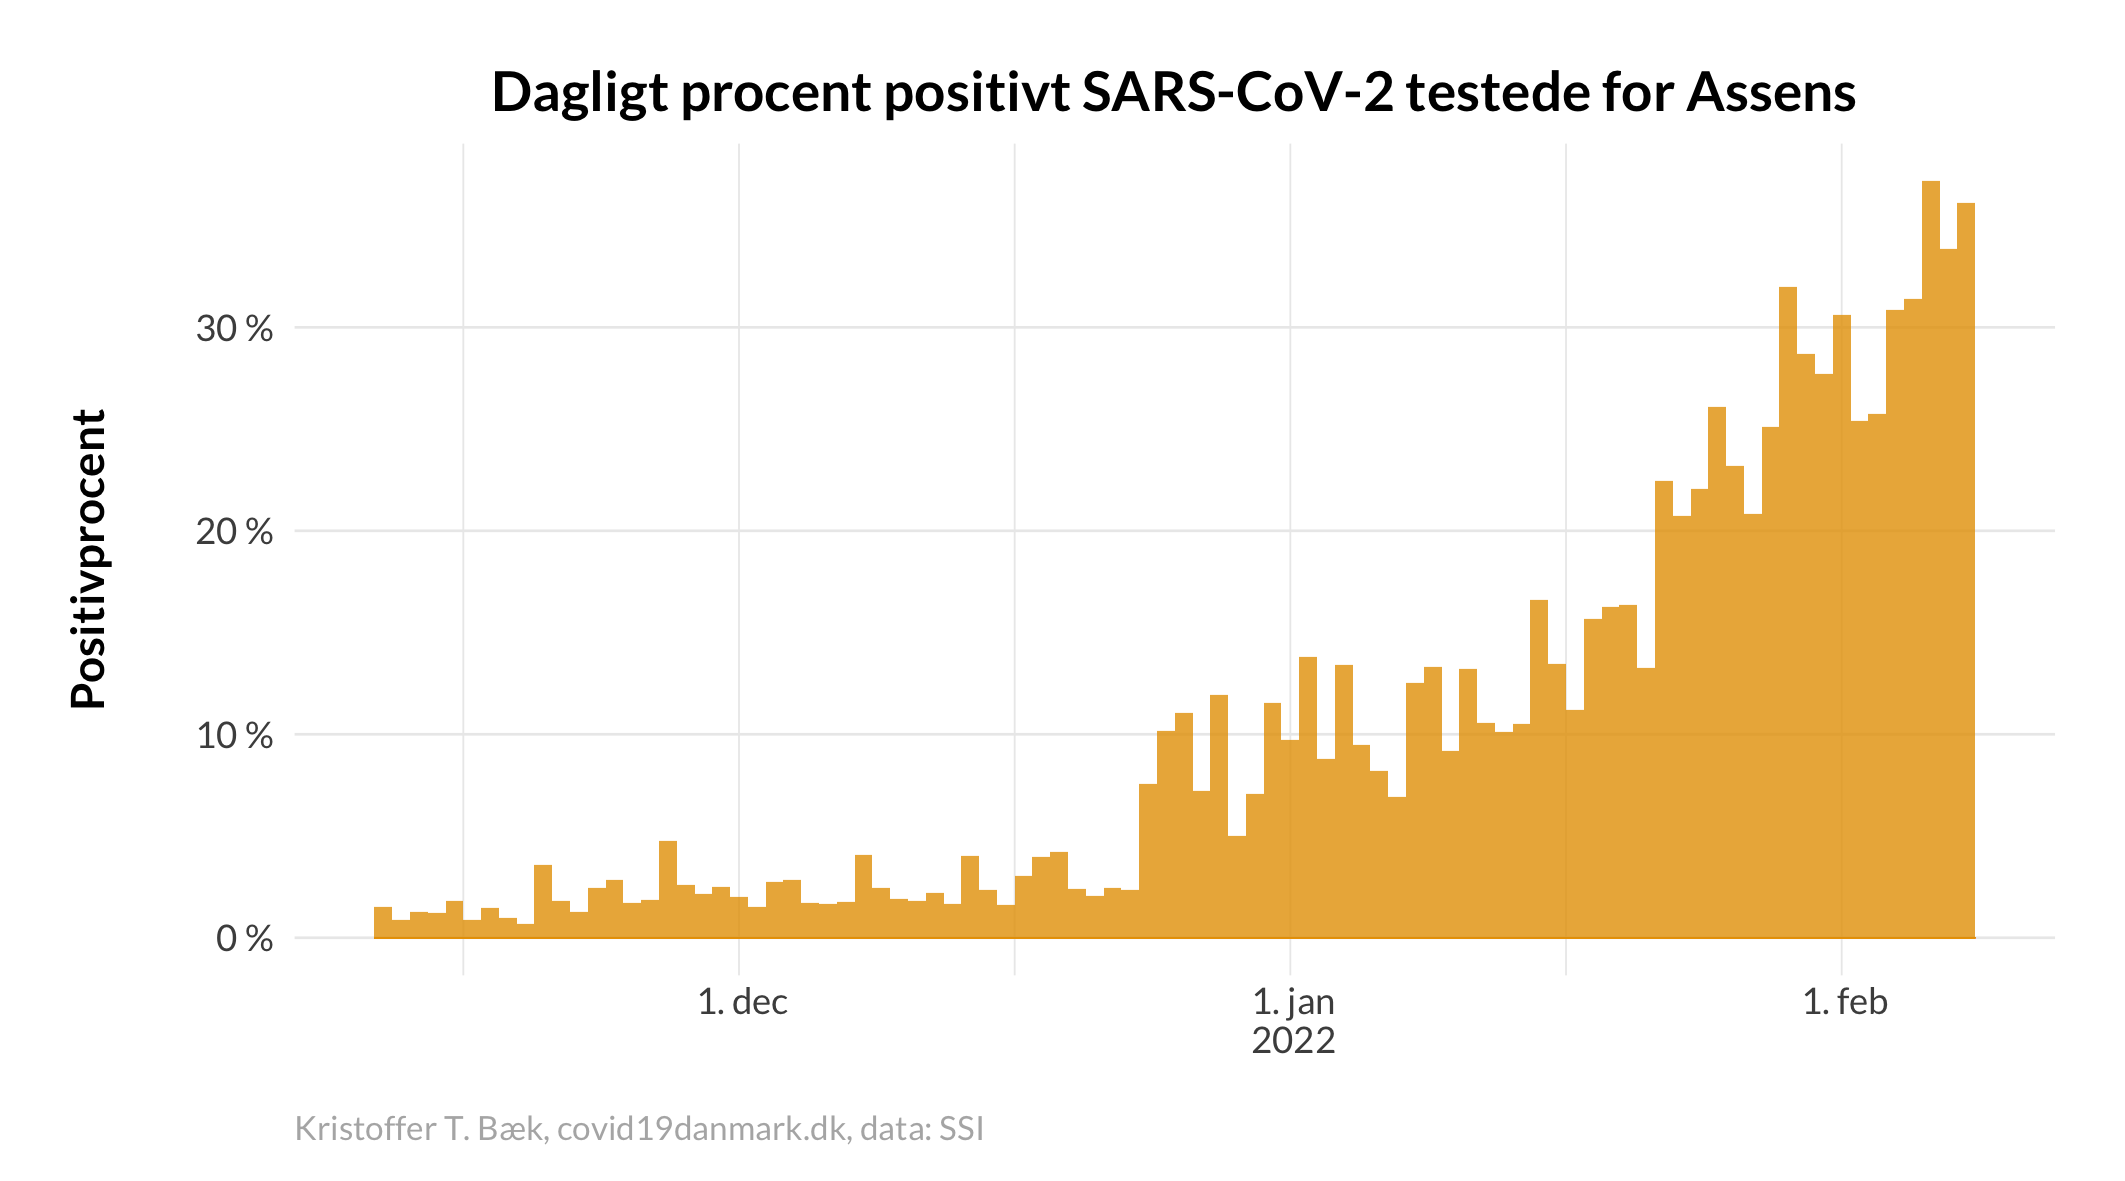 Dagligt procent positivt SARS-CoV-2 testede for Assens
Positivprocent
30 %
20 %
10 %
0 %
1. dec
1. jan
2022
1. feb
Kristoffer T. Bæk, covid19danmark.dk, data: SSI